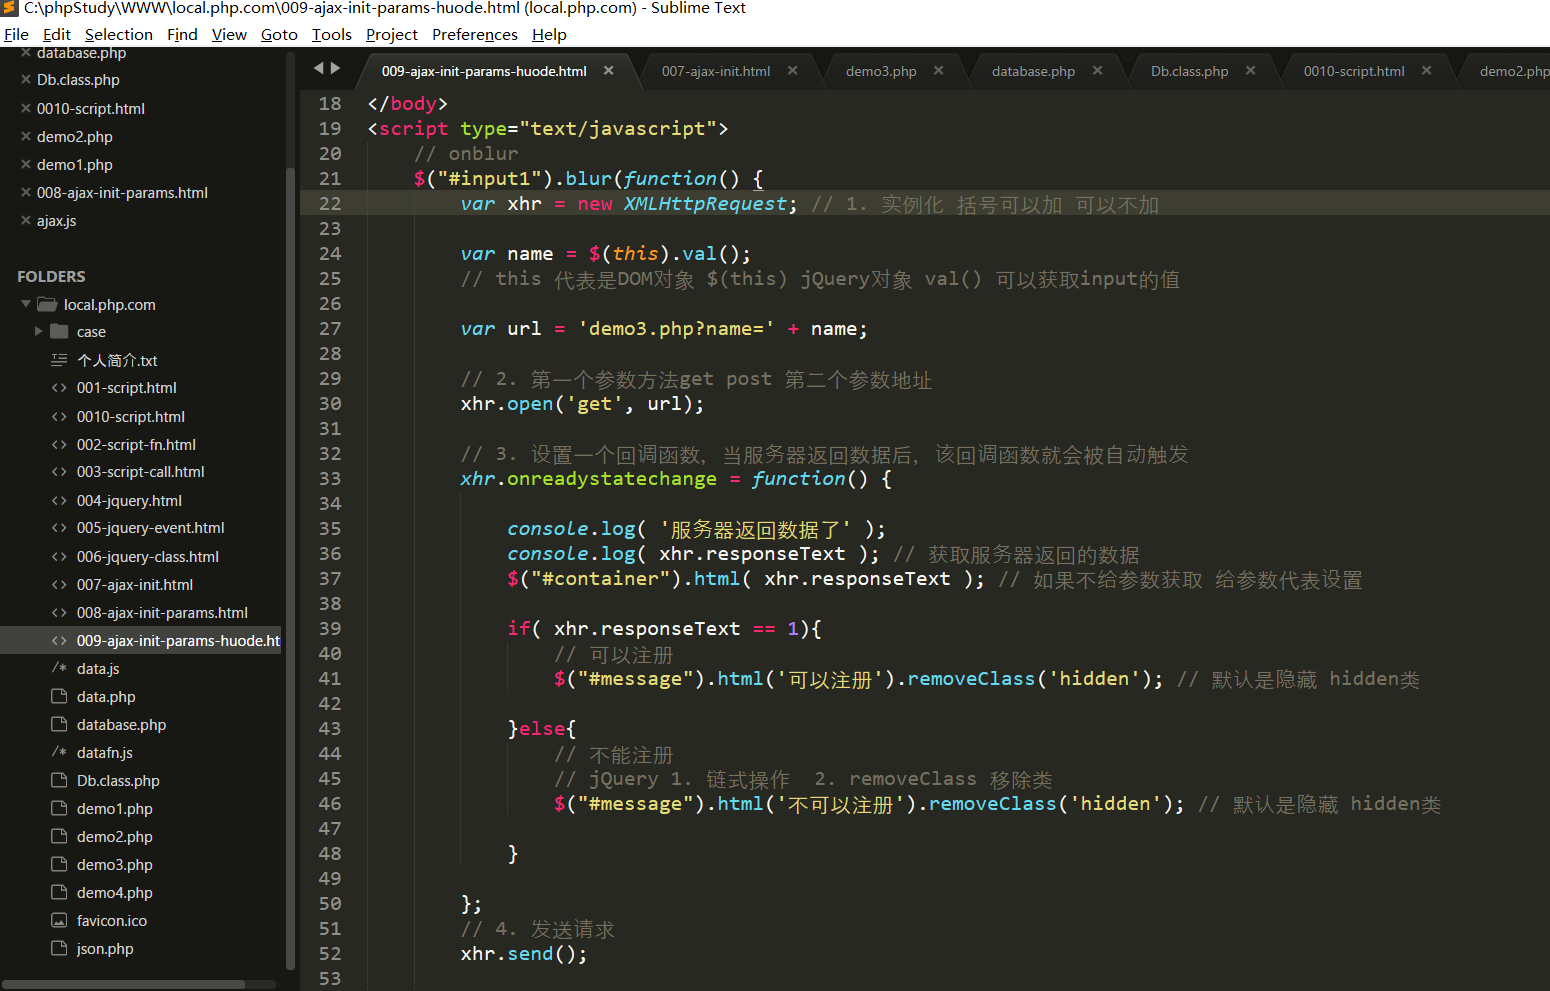 C:\phpStudy\WWW\local.php.com\009-ajax-init-params-huode.html (local.php.com) - Sublime Text
File Edit Selection Find View Goto Tools Project Preferences Help
database.php
Db.class.php
0010-script.html
demo2.php
demo1.php
008-ajax-init-params.html
ajax.js
FOLDERS
local.php.com
case
个人简介.txt
001-script.html
0010-script.html
002-script-fn.html
003-script-call.html
004-jquery.html
005-jquery-event.html
006-jquery-class.html
007-ajax-init.html
008-ajax-init-params.html
009-ajax-init-params-huode.ht
data.js
data.php
database.php
datafn.js
Db.class.php
demo1.php
demo2.php
demo3.php
demo4.php
favicon.ico
json.php
009-ajax-init-params-huode.html 007-ajax-init.html demo3.php database.php Db.class.php 0010-script.html demo2.php
18 </body>
19 <script type="text/javascript">
20 // onblur
21 $("#input1").blur(function() {
22 var xhr = new XMLHttpRequest; // 1. 实例化 括号可以加 可以不加
23
24 var name = $(this).val();
25 // this 代表是DOM对象 $(this) jQuery对象 val() 可以获取input的值
26
27 var url = 'demo3.php?name=' + name;
28
29 // 2. 第一个参数方法get post 第二个参数地址
30 xhr.open('get', url);
31
32 // 3. 设置一个回调函数, 当服务器返回数据后, 该回调函数就会被自动触发
33 xhr.onreadystatechange = function() {
34
35 console.log( '服务器返回数据了' );
36 console.log( xhr.responseText ); // 获取服务器返回的数据
37 $("#container").html( xhr.responseText ); // 如果不给参数获取 给参数代表设置
38
39 if( xhr.responseText == 1){
40 // 可以注册
41 $("#message").html('可以注册').removeClass('hidden'); // 默认是隐藏 hidden类
42
43 }else{
44 // 不能注册
45 // jQuery 1. 链式操作 2. removeClass 移除类
46 $("#message").html('不可以注册').removeClass('hidden'); // 默认是隐藏 hidden类
47
48 }
49
50 };
51 // 4. 发送请求
52 xhr.send();
53